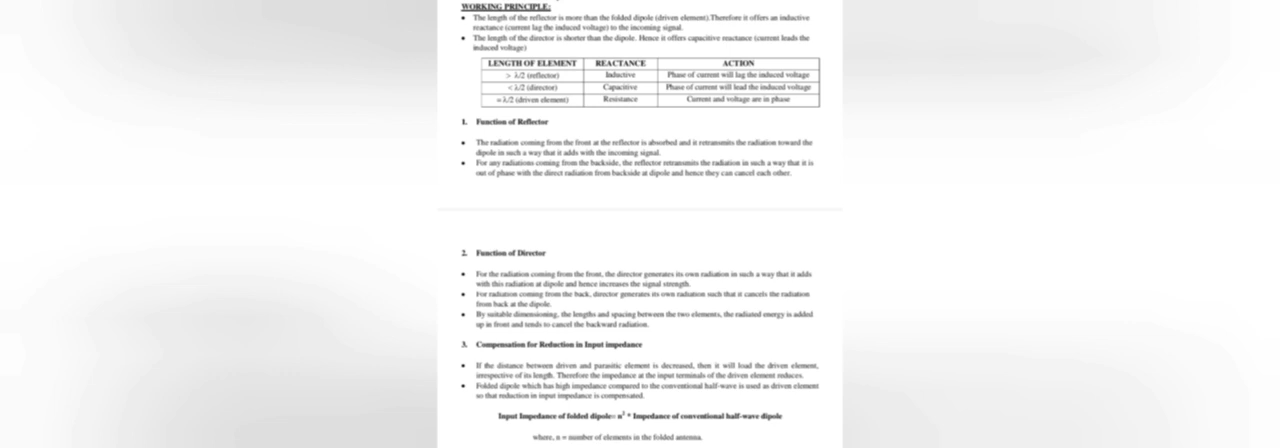 WORKING PRINCIPLE:
• The length of the reflector is more than the folded dipole (driven element).Therefore it offers an inductive
reactance (current lag the induced voltage) to the incoming signal.
• The length of the director is shorter than the dipole. Hence it offers capacitive reactance (current leads the
induced voltage)
LENGTH OF ELEMENT REACTANCE ACTION
> λ/2 (reflector) Inductive Phase of current will lag the induced voltage
< λ/2 (director) Capacitive Phase of current will lead the induced voltage
= λ/2 (driven element) Resistance Current and voltage are in phase
1. Function of Reflector
• The radiation coming from the front at the reflector is absorbed and it retransmits the radiation toward the
dipole in such a way that it adds with the incoming signal.
• For any radiations coming from the backside, the reflector retransmits the radiation in such a way that it is
out of phase with the direct radiation from backside at dipole and hence they can cancel each other.
2. Function of Director
• For the radiation coming from the front, the director generates its own radiation in such a way that it adds
with this radiation at dipole and hence increases the signal strength.
• For radiation coming from the back, director generates its own radiation such that it cancels the radiation
from back at the dipole.
• By suitable dimensioning, the lengths and spacing between the two elements, the radiated energy is added
up in front and tends to cancel the backward radiation.
3. Compensation for Reduction in Input impedance
• If the distance between driven and parasitic element is decreased, then it will load the driven element,
irrespective of its length. Therefore the impedance at the input terminals of the driven element reduces.
• Folded dipole which has high impedance compared to the conventional half-wave is used as driven element
so that reduction in input impedance is compensated.
Input Impedance of folded dipole= n² * Impedance of conventional half-wave dipole
where, n = number of elements in the folded antenna.